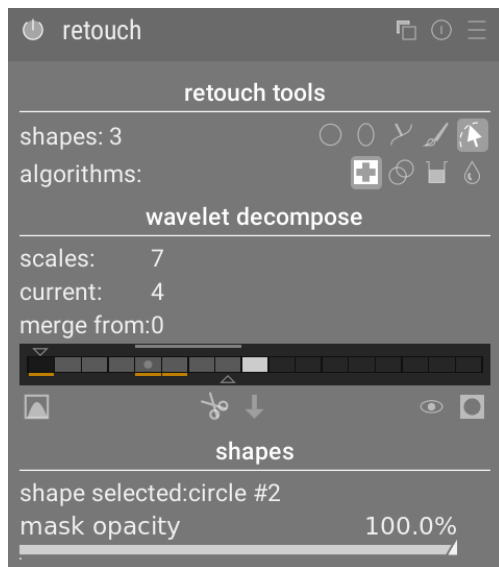 retouch
retouch tools
shapes: 3
algorithms:
wavelet decompose
scales: 7
current: 4
merge from:0
shapes
shape selected:circle #2
mask opacity 100.0%